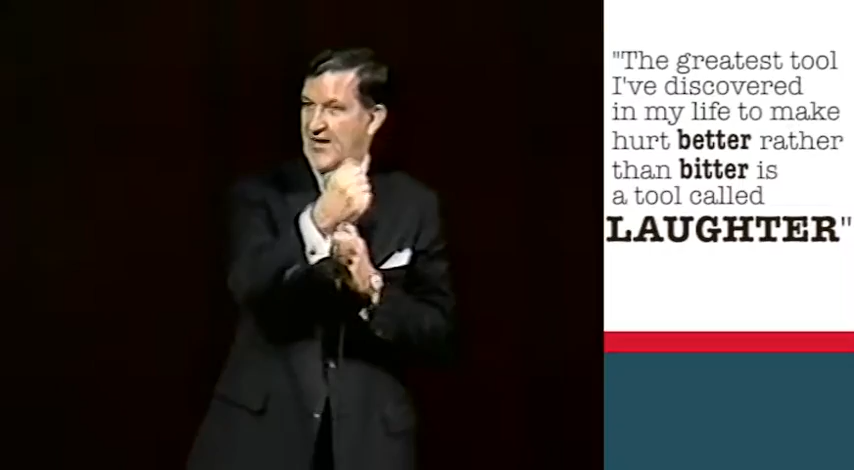 "The greatest tool
I've discovered
in my life to make
hurt better rather
than bitter is
a tool called
LAUGHTER"